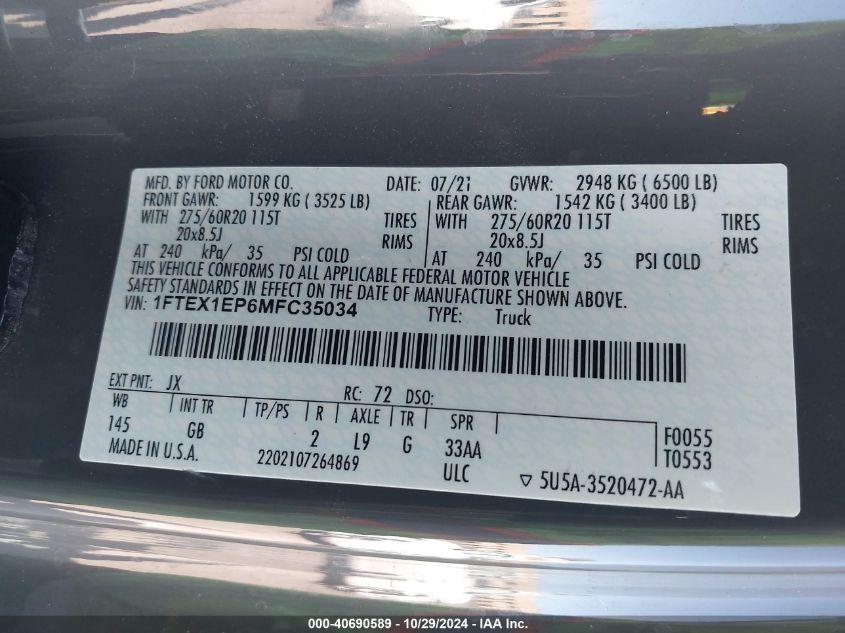 MFD. BY FORD MOTOR CO. DATE: 07/21 GVWR: 2948 KG ( 6500 LB)
FRONT GAWR: 1599 KG ( 3525 LB) REAR GAWR: 1542 KG ( 3400 LB)
WITH 275/60R20 115T TIRES WITH 275/60R20 115T TIRES
20x8.5J RIMS 20x8.5J RIMS
AT 240 kPa/ 35 PSI COLD AT 240 kPa/ 35 PSI COLD
THIS VEHICLE CONFORMS TO ALL APPLICABLE FEDERAL MOTOR VEHICLE
SAFETY STANDARDS IN EFFECT ON THE DATE OF MANUFACTURE SHOWN ABOVE.
VIN: 1FTEX1EP6MFC35034 TYPE: Truck
EXT PNT: JX RC: 72 DSO:
WB INT TR TP/PS R AXLE TR SPR F0055
145 GB 2 L9 G 33AA T0553
MADE IN U.S.A. 2202107264869 ULC ▽ 5U5A-3520472-AA
000-40690589 - 10/29/2024 - IAA Inc.